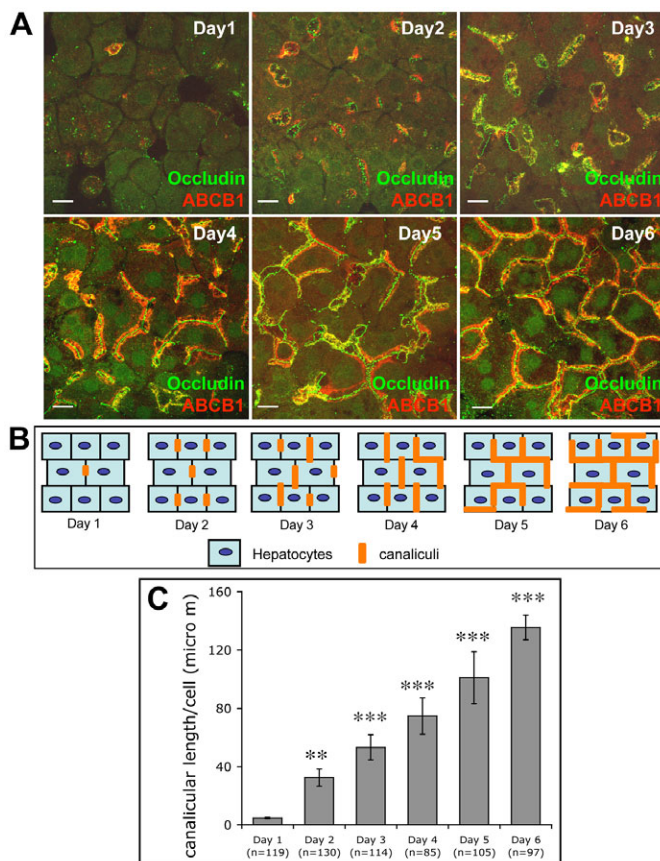 A
Day1
Day2
Day3
Occludin
ABCB1
Occludin
ABCB1
Occludin
ABCB1
Day4
Day5
Day6
Occludin
ABCB1
Occludin
ABCB1
Occludin
ABCB1
B
Day 1
Day 2
Day 3
Day 4
Day 5
Day 6
Hepatocytes
canaliculi
C
canalicular length/cell (micro m)
160
120
80
40
0
**
***
***
***
***
Day 1 Day 2 Day 3 Day 4 Day 5 Day 6
(n=119) (n=130) (n=114) (n=85) (n=105) (n=97)